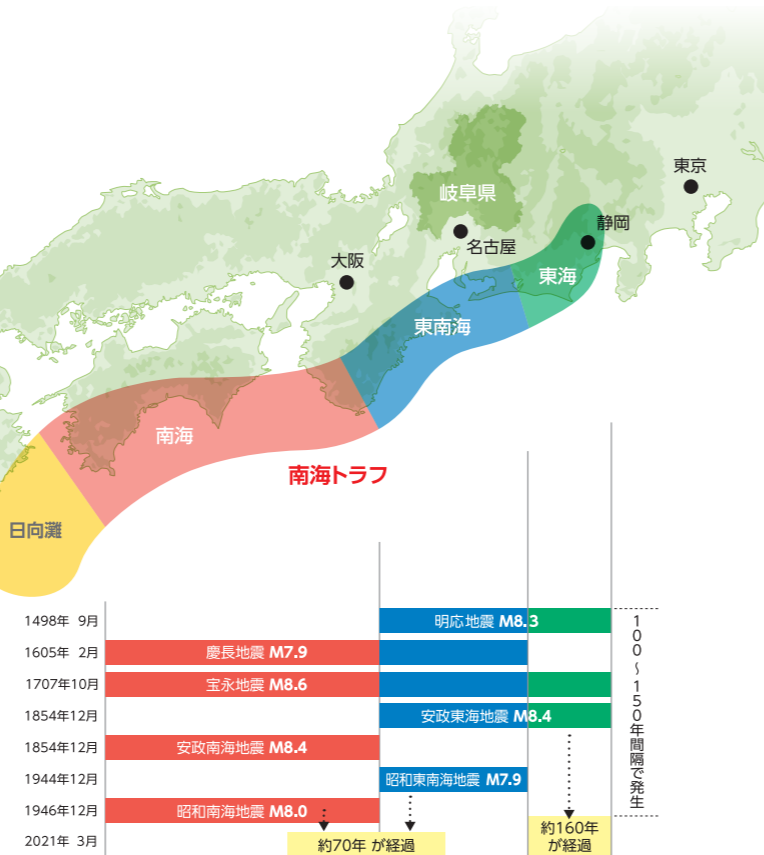 東京
岐阜県
静岡
名古屋
大阪
東海
東南海
南海
南海トラフ
日向灘
1498年 9月 明応地震 M8.3
1605年 2月 慶長地震 M7.9
1707年10月 宝永地震 M8.6
1854年12月 安政東海地震 M8.4
1854年12月 安政南海地震 M8.4
1944年12月 昭和東南海地震 M7.9
1946年12月 昭和南海地震 M8.0
2021年 3月
約70年 が経過
約160年
が経過
100～150年間隔で発生